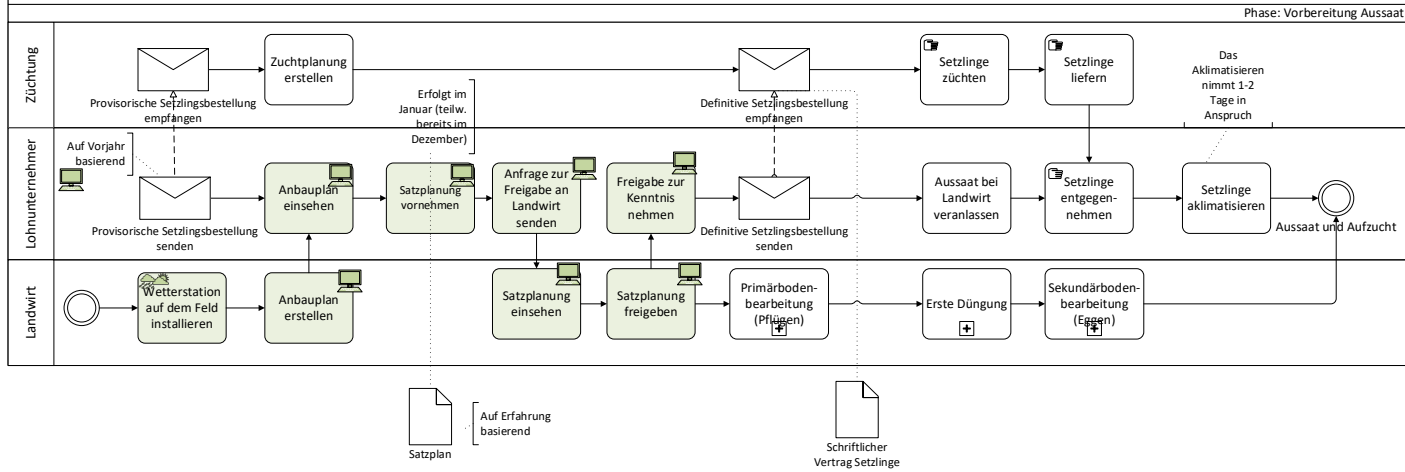 Phase: Vorbereitung Aussaat
Züchtung
Provisorische Setzlingsbestellung
empfangen
Zuchtplanung
erstellen
Erfolgt im
Januar (teilw.
bereits im
Dezember)
Definitive Setzlingsbestellung
empfangen
Setzlinge
züchten
Setzlinge
liefern
Das
Aklimatisieren
nimmt 1-2
Tage in
Anspruch
Lohnunternehmer
Auf Vorjahr
basierend
Provisorische Setzlingsbestellung
senden
Anbauplan
einsehen
Satzplanung
vornehmen
Anfrage zur
Freigabe an
Landwirt
senden
Freigabe zur
Kenntnis
nehmen
Definitive Setzlingsbestellung
senden
Aussaat bei
Landwirt
veranlassen
Setzlinge
entgegen-
nehmen
Setzlinge
aklimatisieren
Aussaat und Aufzucht
Landwirt
Wetterstation
auf dem Feld
installieren
Anbauplan
erstellen
Satzplanung
einsehen
Satzplanung
freigeben
Primärboden-
bearbeitung
(Pflügen)
Erste Düngung
Sekundärboden-
bearbeitung
(Eggen)
Satzplan
Auf Erfahrung
basierend
Schriftlicher
Vertrag Setzlinge